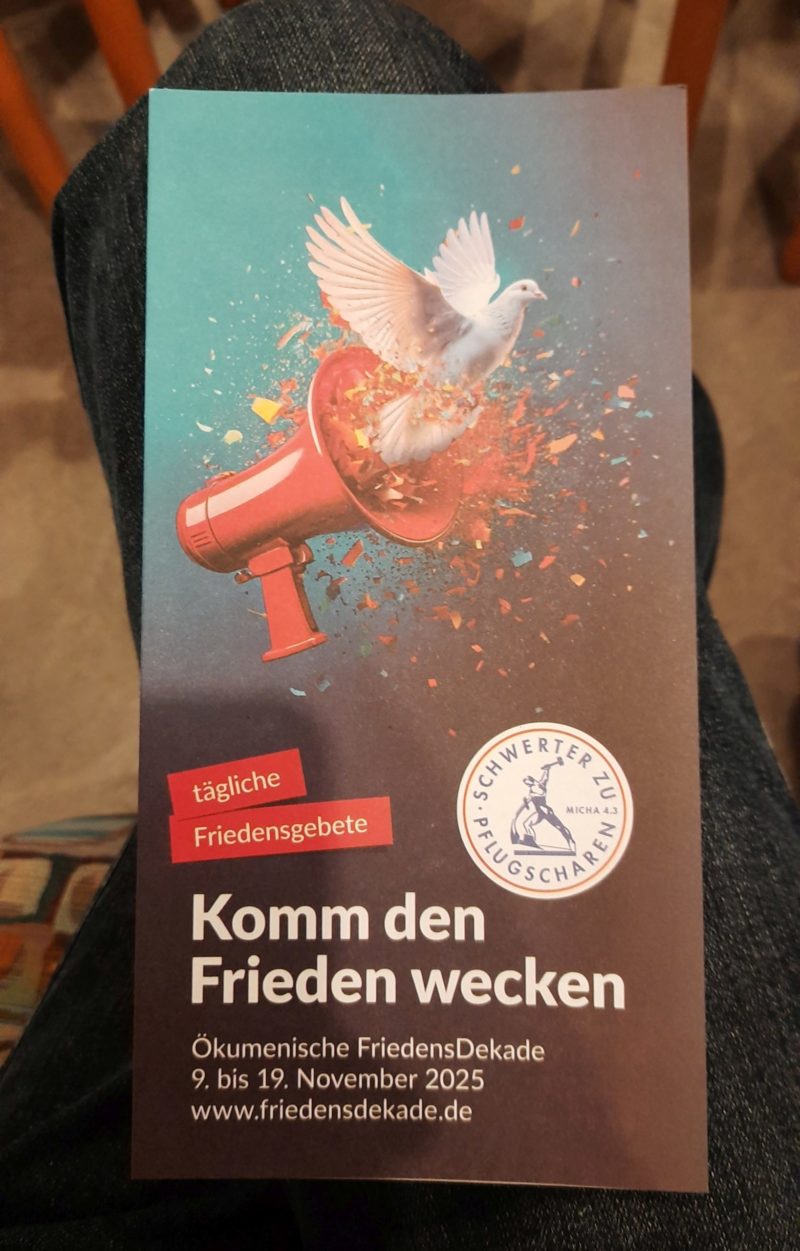 tägliche
Friedensgebete
SCHWERTER ZU
MICHA 4.3
PFLUGSCHAREN
Komm den
Frieden wecken
Ökumenische FriedensDekade
9. bis 19. November 2025
www.friedensdekade.de